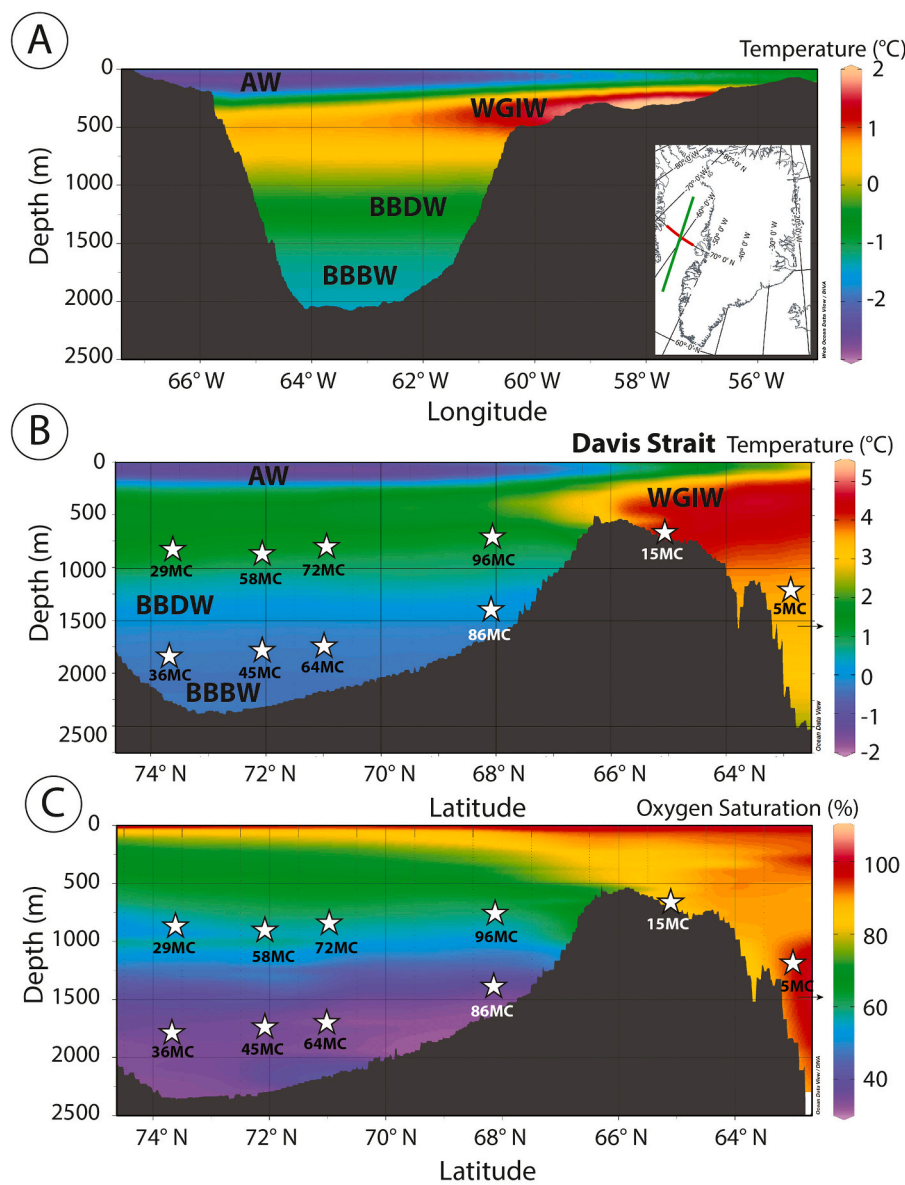 A
Temperature (°C)
0
500
1000
1500
2000
2500
Depth (m)
AW
WGIW
BBDW
BBBW
66° W
64° W
62° W
60° W
58° W
56° W
Longitude
2
1
0
-1
-2
B
Davis Strait Temperature (°C)
0
500
1000
1500
2000
2500
Depth (m)
AW
WGIW
BBDW
BBBW
29MC
58MC
72MC
96MC
15MC
5MC
36MC
45MC
64MC
86MC
Ocean Data View
74° N
72° N
70° N
68° N
66° N
64° N
Latitude
5
4
3
2
1
0
-1
-2
C
Oxygen Saturation (%)
0
500
1000
1500
2000
2500
Depth (m)
29MC
58MC
72MC
96MC
15MC
5MC
36MC
45MC
64MC
86MC
74° N
72° N
70° N
68° N
66° N
64° N
Latitude
100
80
60
40